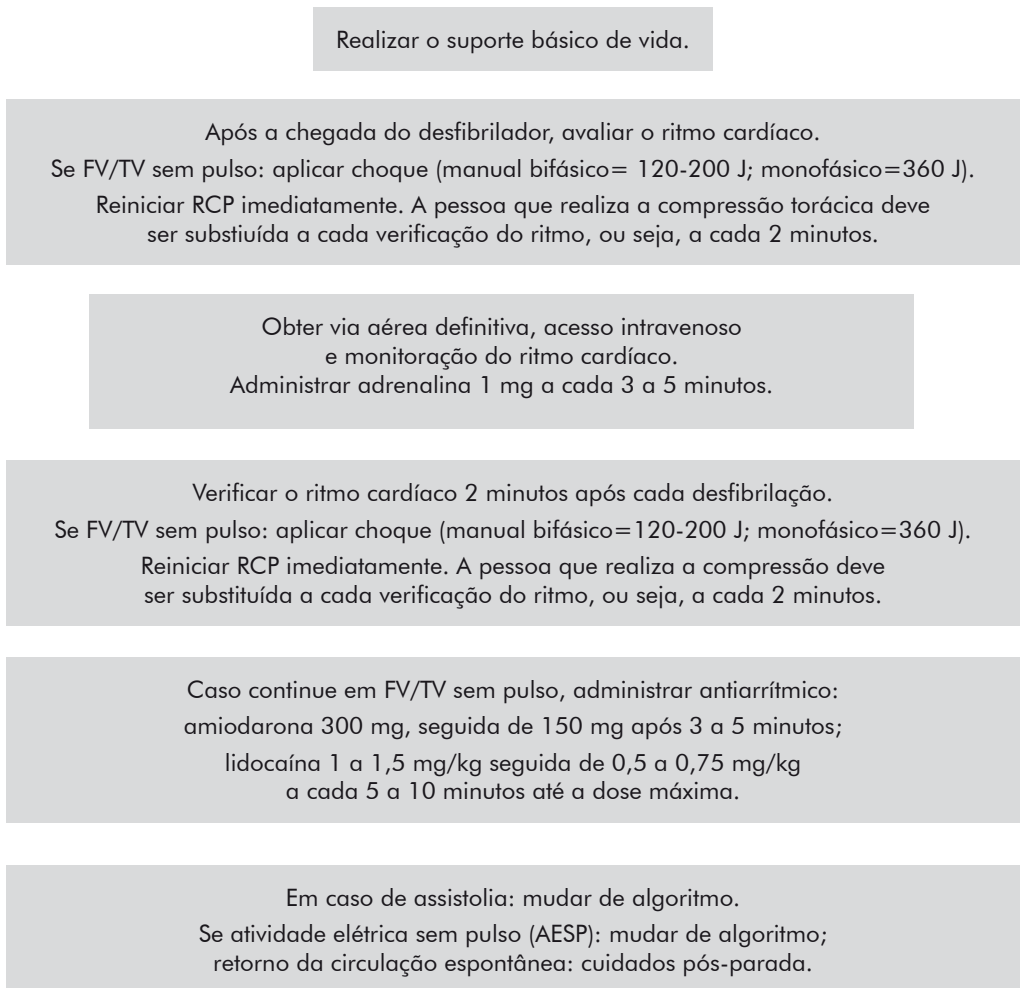 Realizar o suporte básico de vida.
Após a chegada do desfibrilador, avaliar o ritmo cardíaco.
Se FV/TV sem pulso: aplicar choque (manual bifásico= 120-200 J; monofásico=360 J).
Reiniciar RCP imediatamente. A pessoa que realiza a compressão torácica deve
ser substiuída a cada verificação do ritmo, ou seja, a cada 2 minutos.
Obter via aérea definitiva, acesso intravenoso
e monitoração do ritmo cardíaco.
Administrar adrenalina 1 mg a cada 3 a 5 minutos.
Verificar o ritmo cardíaco 2 minutos após cada desfibrilação.
Se FV/TV sem pulso: aplicar choque (manual bifásico=120-200 J; monofásico=360 J).
Reiniciar RCP imediatamente. A pessoa que realiza a compressão deve
ser substituída a cada verificação do ritmo, ou seja, a cada 2 minutos.
Caso continue em FV/TV sem pulso, administrar antiarrítmico:
amiodarona 300 mg, seguida de 150 mg após 3 a 5 minutos;
lidocaína 1 a 1,5 mg/kg seguida de 0,5 a 0,75 mg/kg
a cada 5 a 10 minutos até a dose máxima.
Em caso de assistolia: mudar de algoritmo.
Se atividade elétrica sem pulso (AESP): mudar de algoritmo;
retorno da circulação espontânea: cuidados pós-parada.